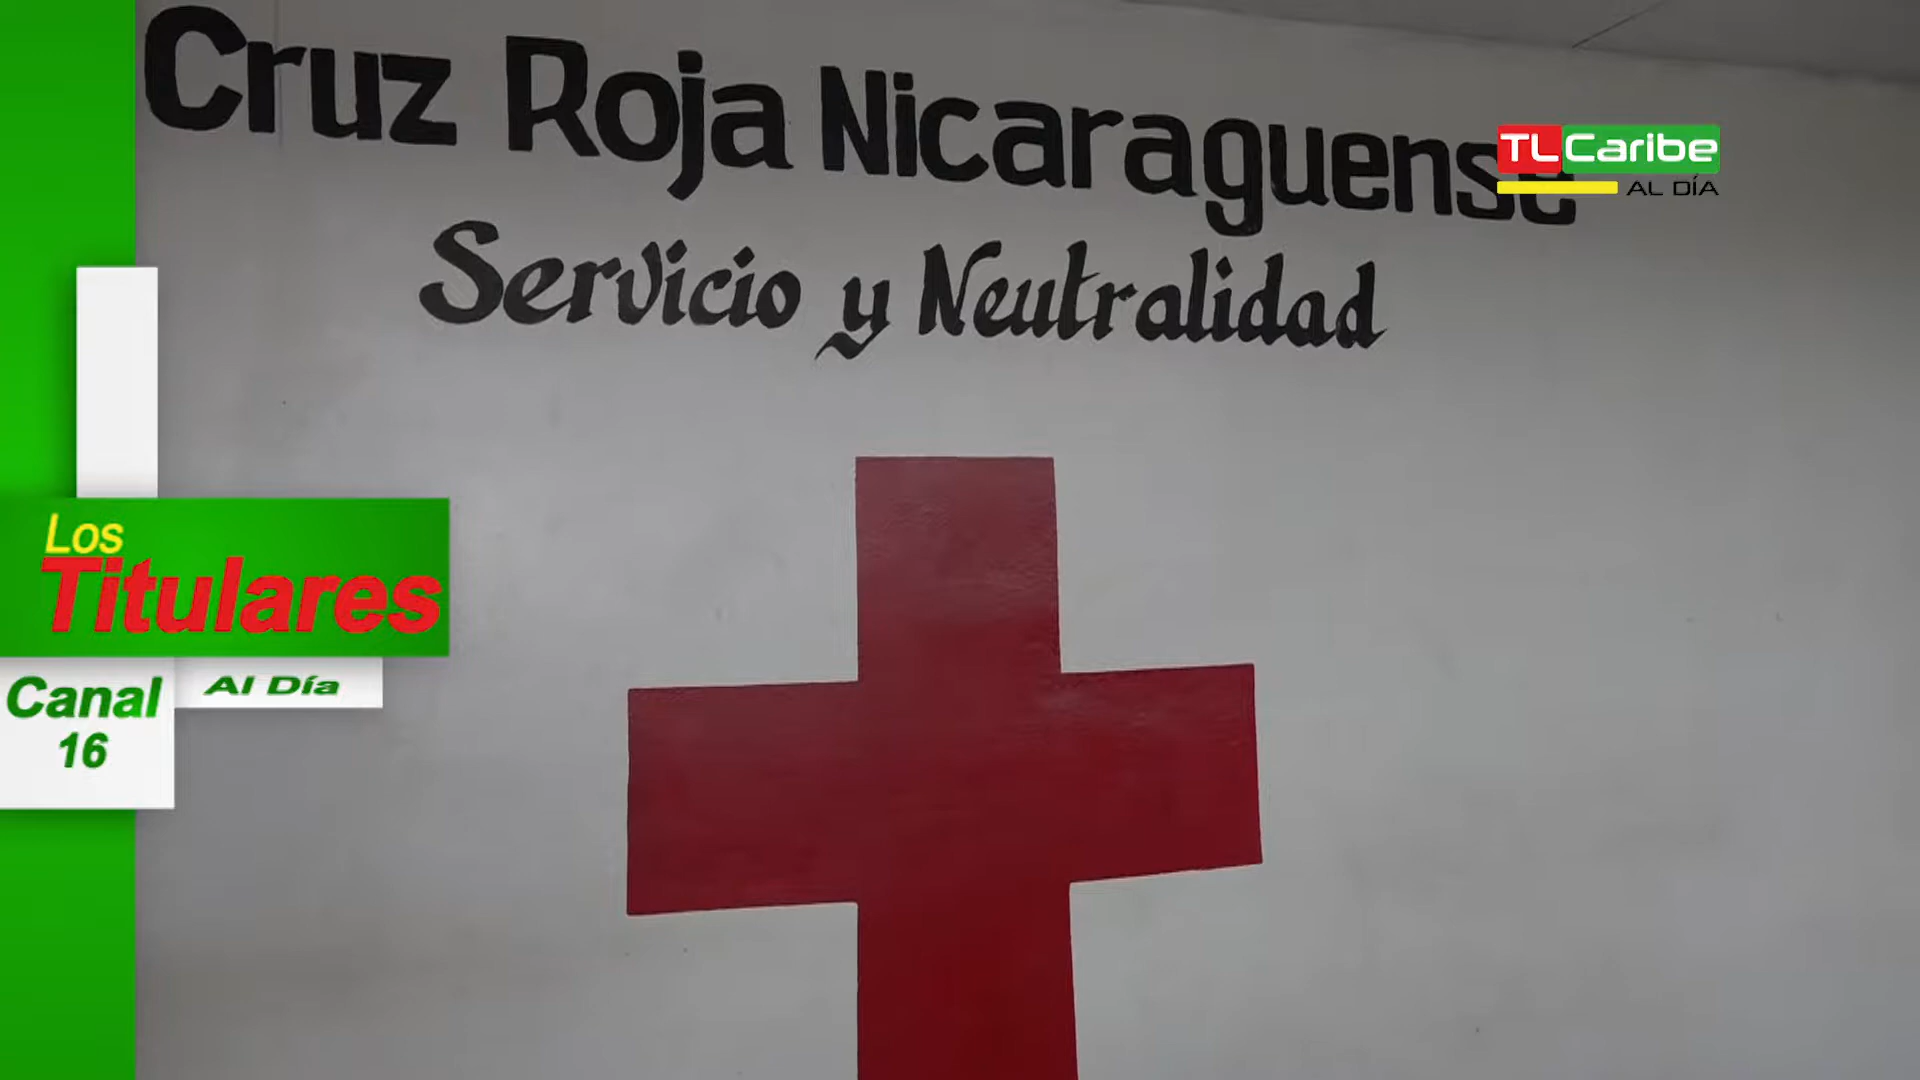 Cruz Roja Nicaraguense
TLCaribe
AL DÍA
Servicio y Neutralidad
Los
Titulares
Al Día
Canal
16